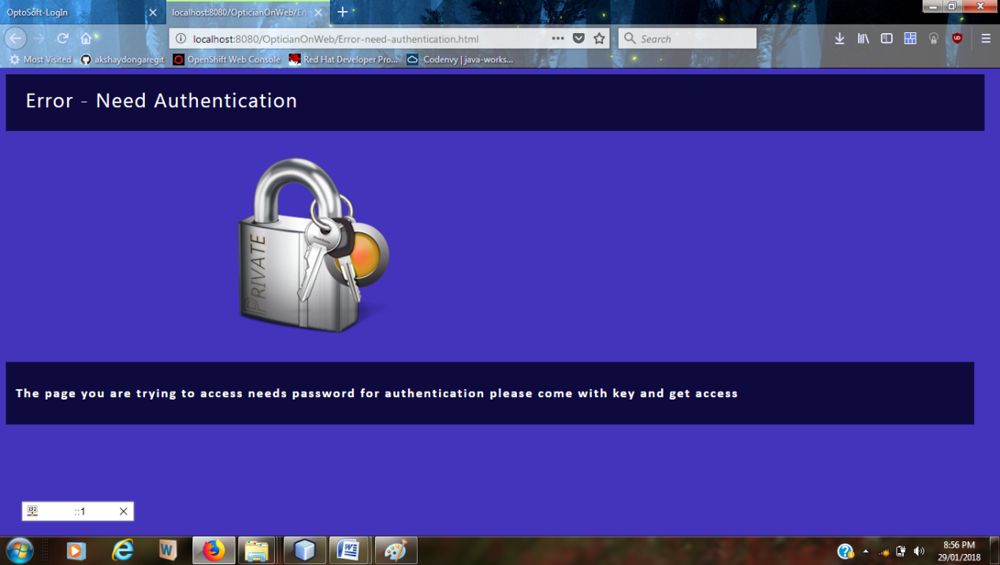 OptoSoft-LogIn
localhost:8080/OpticianOnWeb/Er
localhost:8080/OpticianOnWeb/Error-need-authentication.html
Search
Most Visited akshaydongaregit OpenShift Web Console Red Hat Developer Pro... Codenvy | java-works...
Error - Need Authentication
PRIVATE
The page you are trying to access needs password for authentication please come with key and get access
::1
8:56 PM
29/01/2018